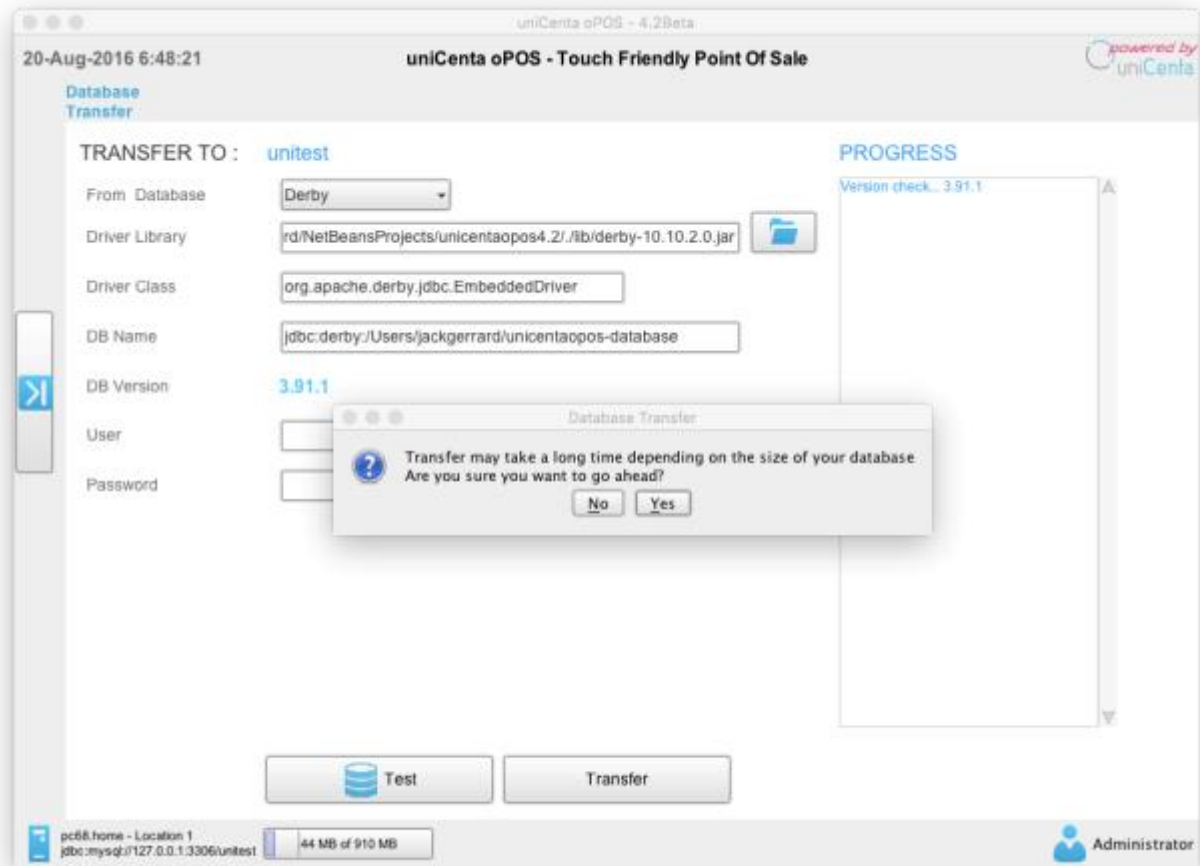 uniCenta oPOS - 4.2Beta
20-Aug-2016 6:48:21
uniCenta oPOS - Touch Friendly Point Of Sale
powered by
uniCenta
Database
Transfer
TRANSFER TO :
unitest
PROGRESS
From Database
Derby
Version check... 3.91.1
Driver Library
rd/NetBeansProjects/unicentaopos4.2/./lib/derby-10.10.2.0.jar
Driver Class
org.apache.derby.jdbc.EmbeddedDriver
DB Name
jdbc:derby:/Users/jackgerrard/unicentaopos-database
DB Version
3.91.1
User
Password
Database Transfer
Transfer may take a long time depending on the size of your database
Are you sure you want to go ahead?
No
Yes
Test
Transfer
pc68.home - Location 1
jdbc:mysql://127.0.0.1:3306/unitest
44 MB of 910 MB
Administrator